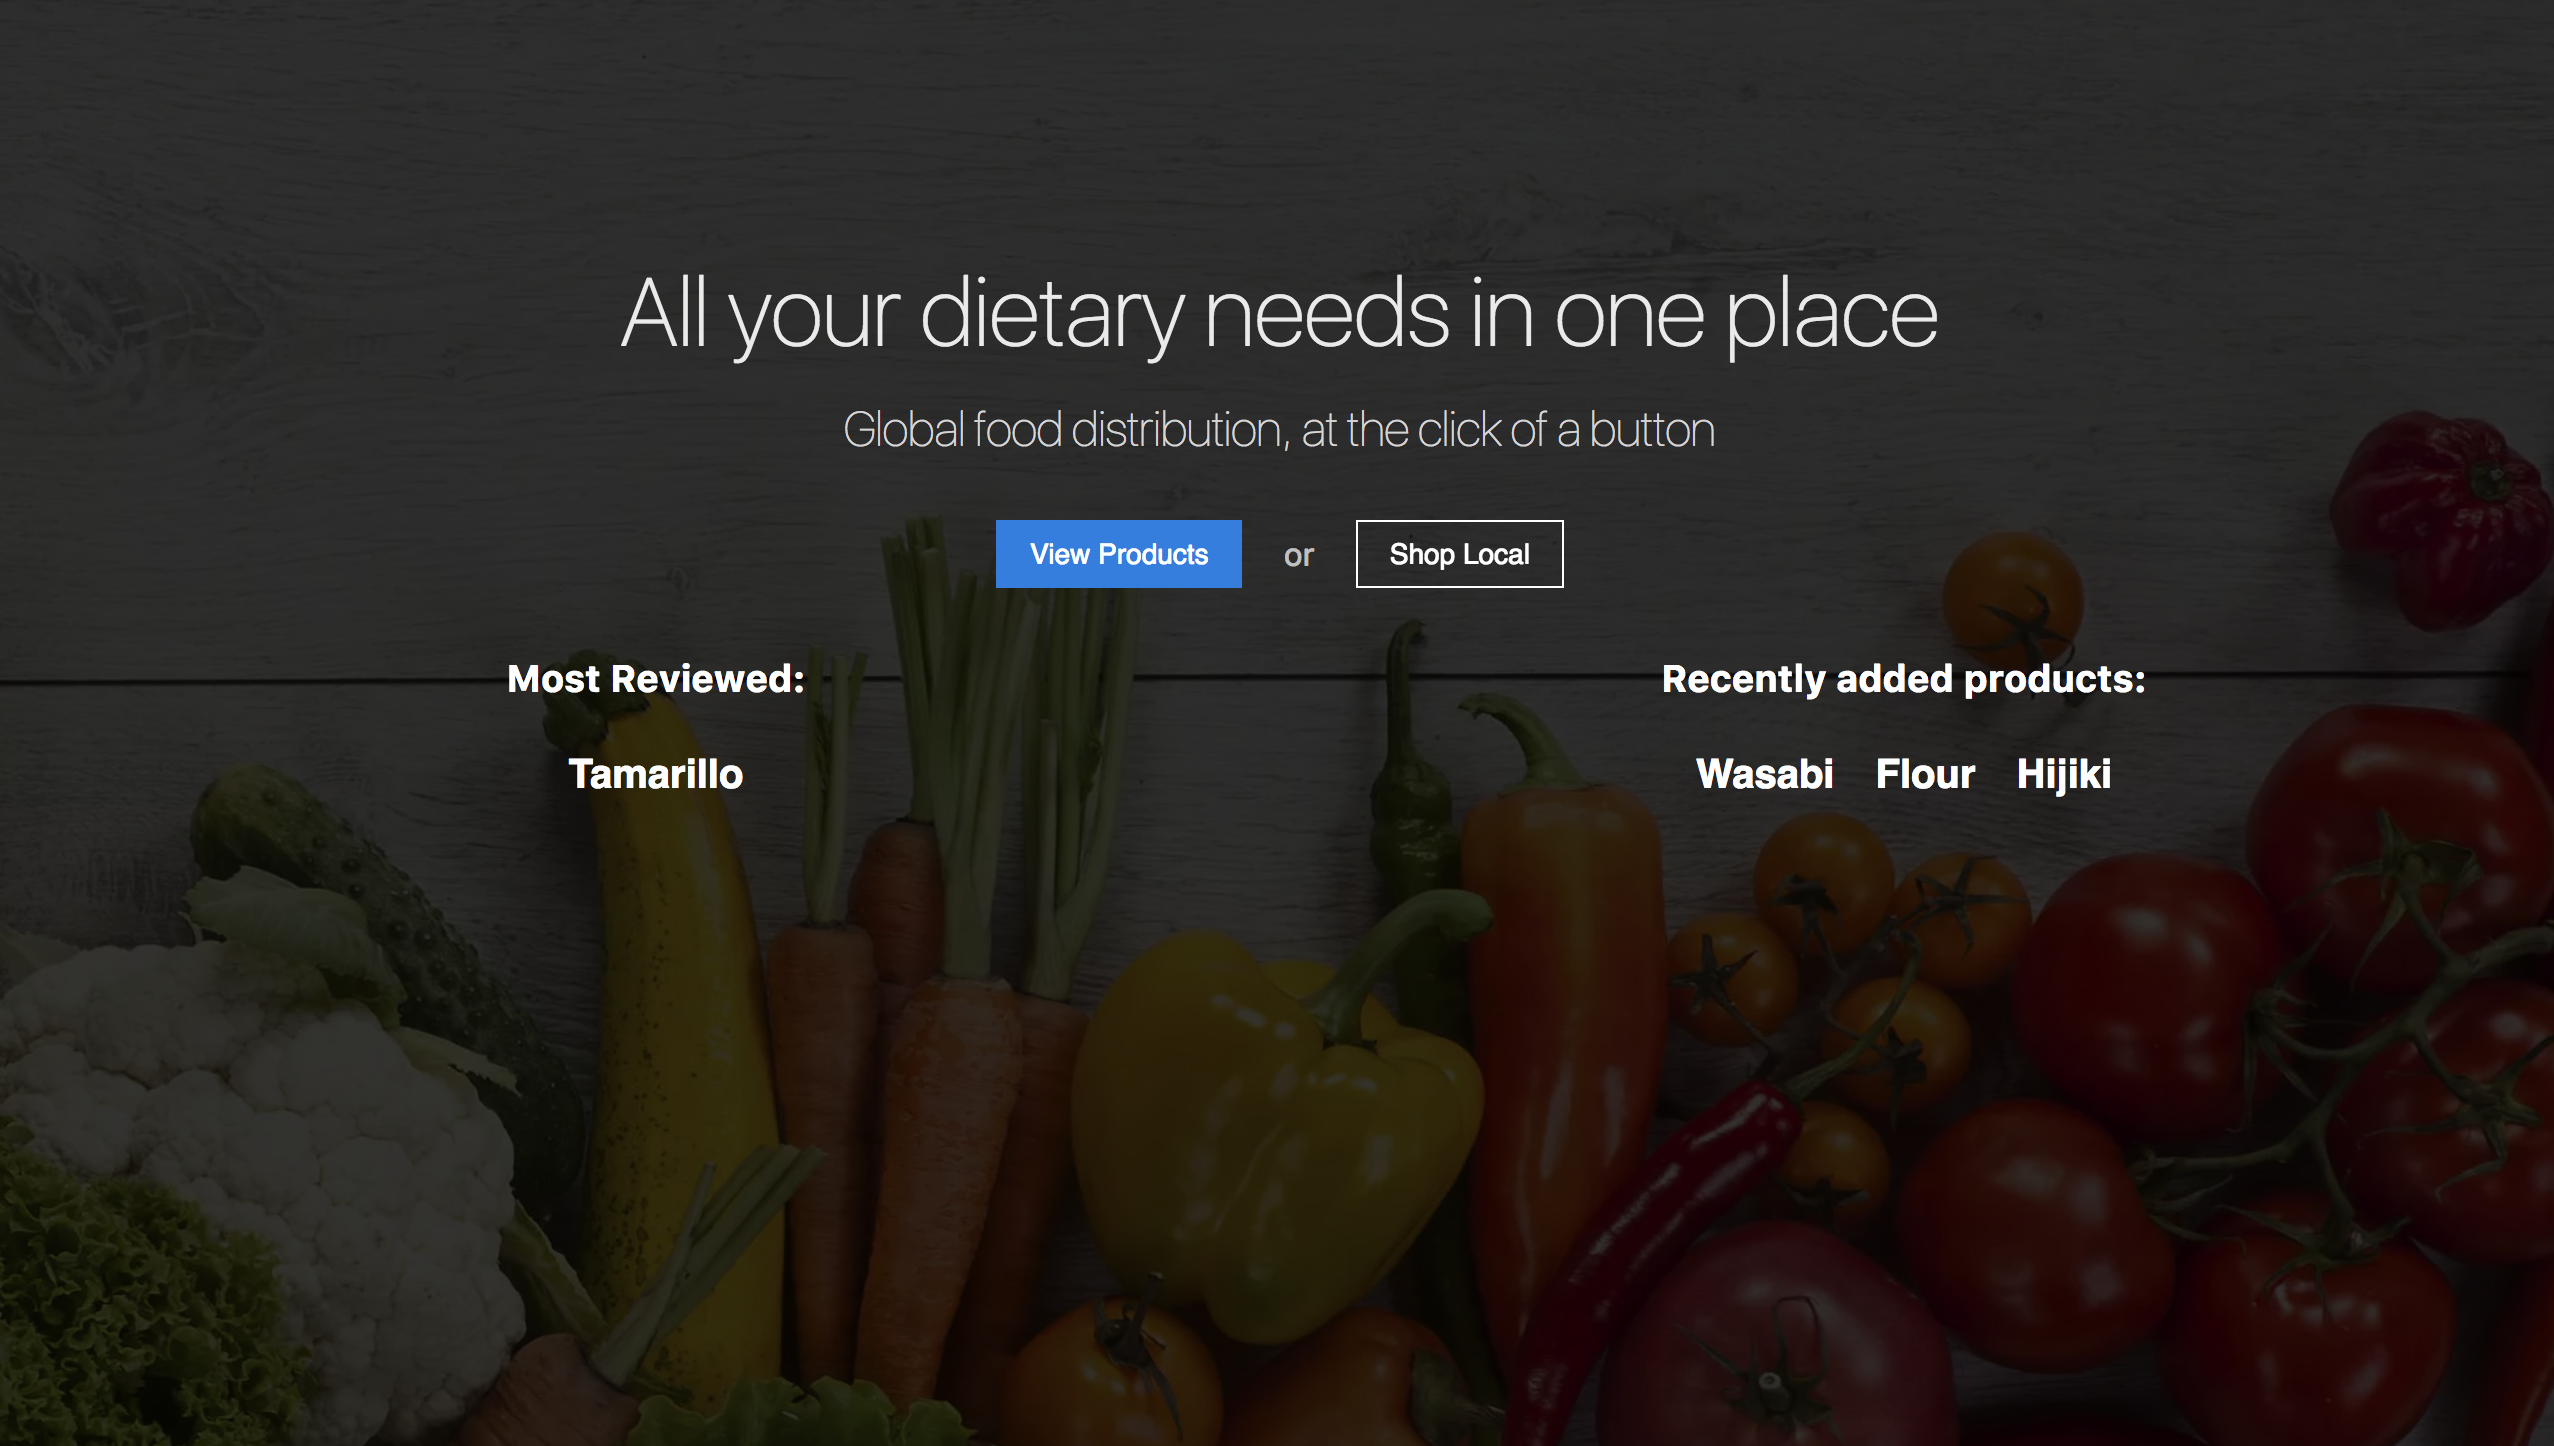 All your dietary needs in one place
Global food distribution, at the click of a button
View Products or Shop Local
Most Reviewed:
Tamarillo
Recently added products:
Wasabi Flour Hijiki